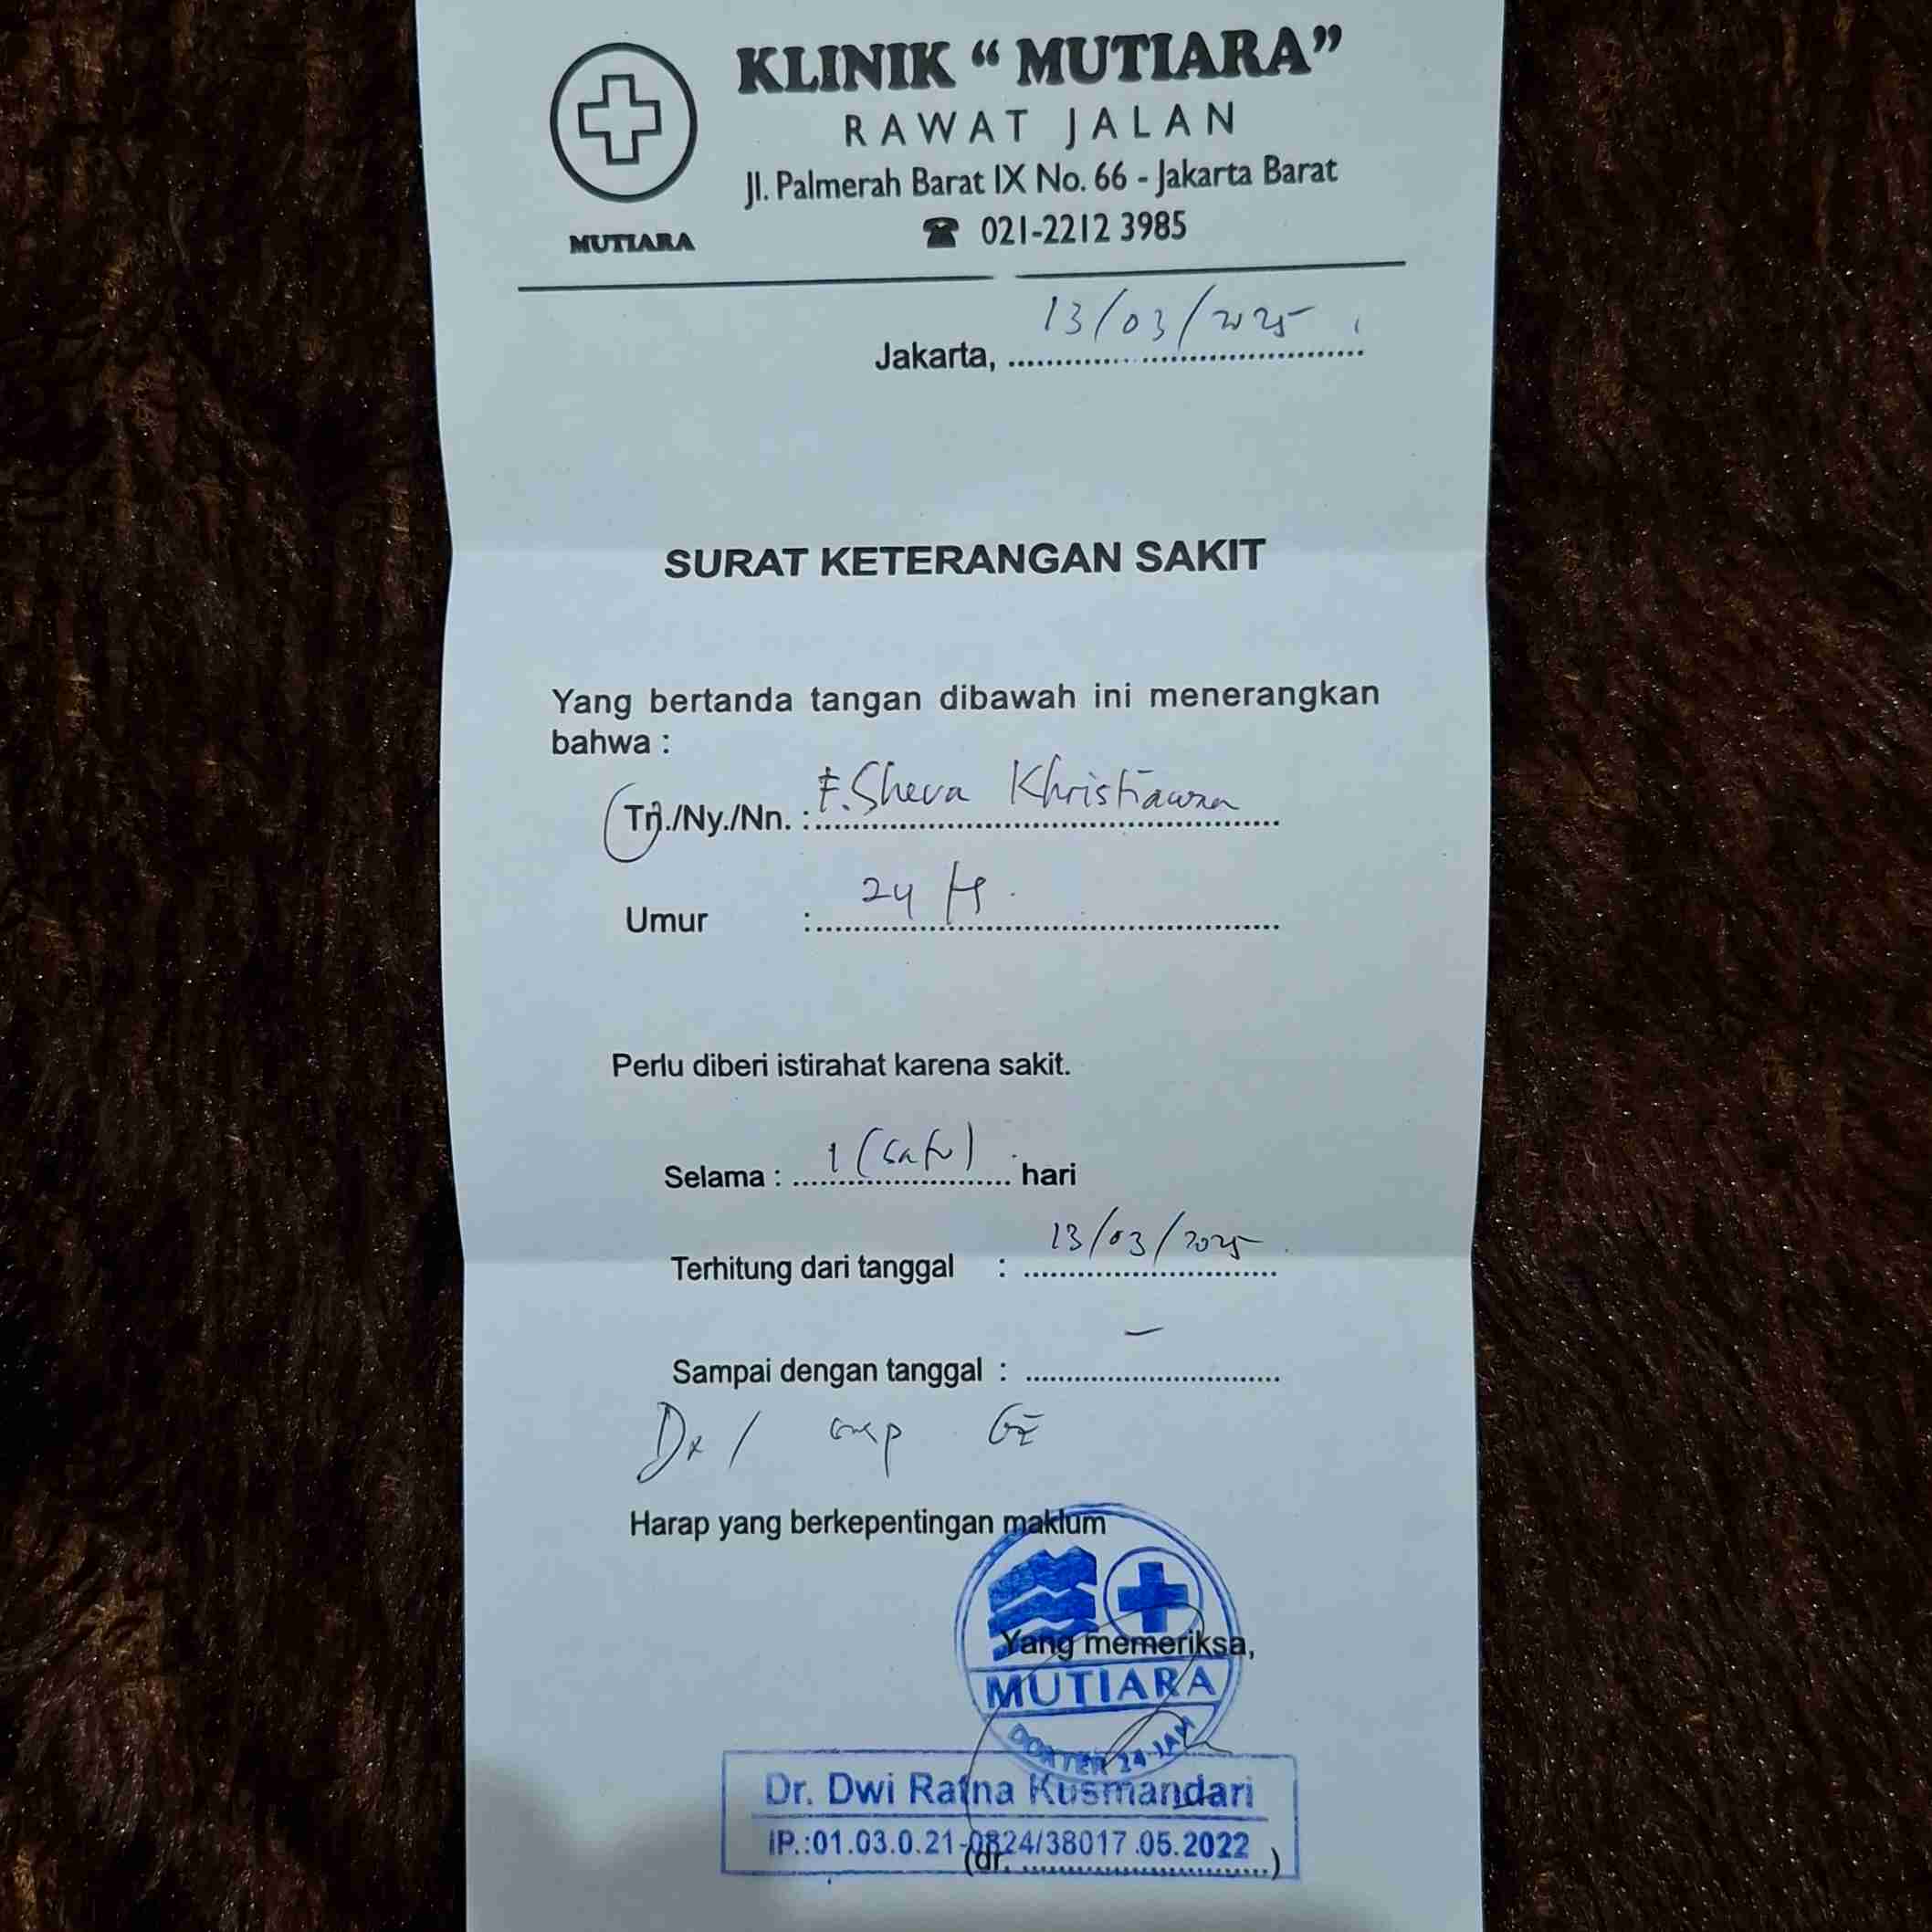 KLINIK “ MUTIARA”
RAWAT JALAN
Jl. Palmerah Barat IX No. 66 - Jakarta Barat
☎ 021-2212 3985
MUTIARA
Jakarta, 13/03/2025
SURAT KETERANGAN SAKIT
Yang bertanda tangan dibawah ini menerangkan
bahwa :
Tn./Ny./Nn. : F. Sheva Khristiawan
Umur : 24 th
Perlu diberi istirahat karena sakit.
Selama : 1 (satu) hari
Terhitung dari tanggal : 13/03/2025
Sampai dengan tanggal : –
Dx / GE
Harap yang berkepentingan maklum
Yang memeriksa,
MUTIARA
DOKTER 24 JAM
Dr. Dwi Ratna Kusmandari
IP.:01.03.0.21-0824/38017.05.2022
(dr. ..............................)